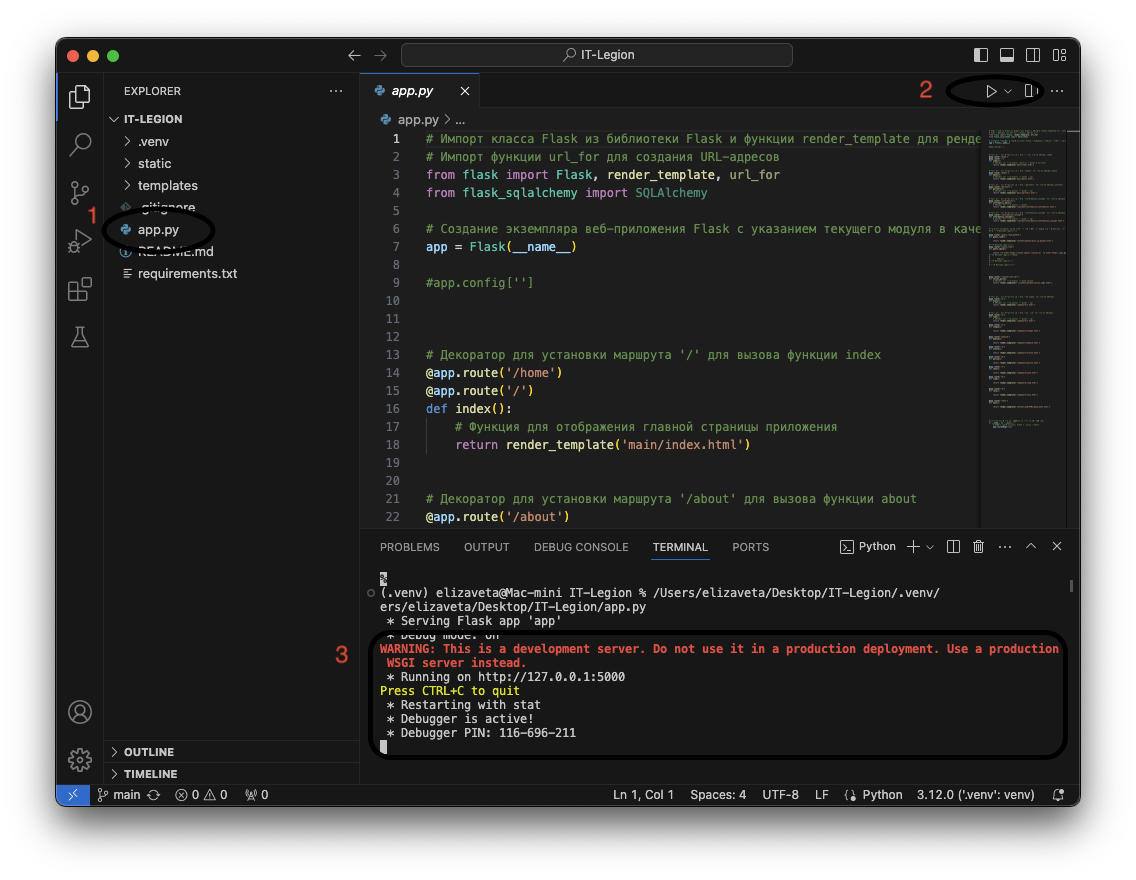 IT-Legion
EXPLORER
IT-LEGION
.venv
static
templates
.gitignore
1
app.py
README.md
requirements.txt
OUTLINE
TIMELINE
app.py
2
app.py > ...
1 # Импорт класса Flask из библиотеки Flask и функции render_template для ренде
2 # Импорт функции url_for для создания URL-адресов
3 from flask import Flask, render_template, url_for
4 from flask_sqlalchemy import SQLAlchemy
5
6 # Создание экземпляра веб-приложения Flask с указанием текущего модуля в каче
7 app = Flask(__name__)
8
9 #app.config['']
10
11
12
13 # Декоратор для установки маршрута '/' для вызова функции index
14 @app.route('/home')
15 @app.route('/')
16 def index():
17 # Функция для отображения главной страницы приложения
18 return render_template('main/index.html')
19
20
21 # Декоратор для установки маршрута '/about' для вызова функции about
22 @app.route('/about')
PROBLEMS OUTPUT DEBUG CONSOLE TERMINAL PORTS Python
%
(.venv) elizaveta@Mac-mini IT-Legion % /Users/elizaveta/Desktop/IT-Legion/.venv/
ers/elizaveta/Desktop/IT-Legion/app.py
* Serving Flask app 'app'
* Debug mode: on
3
WARNING: This is a development server. Do not use it in a production deployment. Use a production
WSGI server instead.
* Running on http://127.0.0.1:5000
Press CTRL+C to quit
* Restarting with stat
* Debugger is active!
* Debugger PIN: 116-696-211
main 0 0 0 Ln 1, Col 1 Spaces: 4 UTF-8 LF Python 3.12.0 ('.venv': venv)